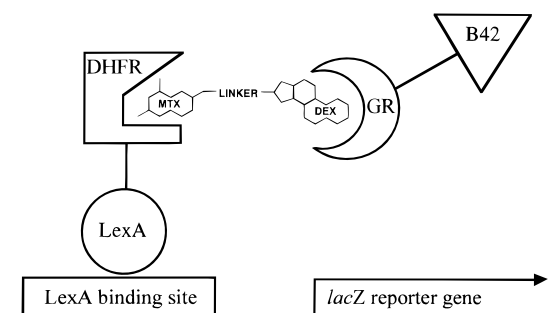 B42
DHFR
MTX
LINKER
DEX
GR
LexA
LexA binding site
lacZ reporter gene